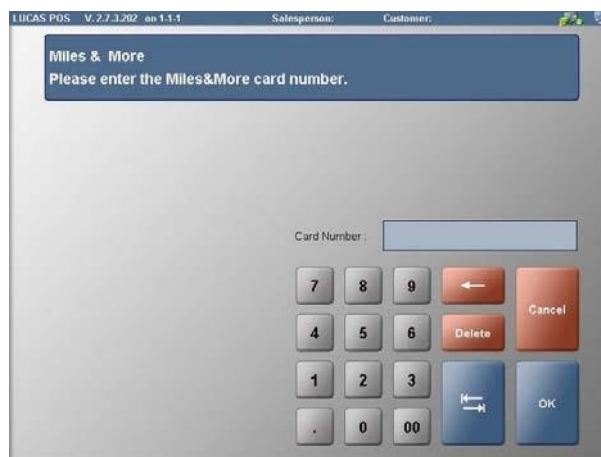 LUCAS POS V. 2.7.3.202 on 1-1-1 Salesperson: Customer:
Miles & More
Please enter the Miles&More card number.
Card Number :
7 8 9
Cancel
4 5 6 Delete
1 2 3
OK
. 0 00